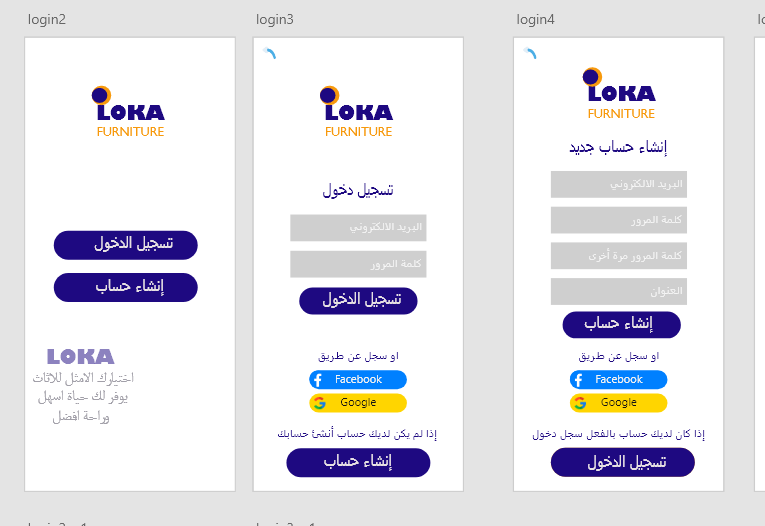 login2
LOKA
FURNITURE
تسجيل الدخول
إنشاء حساب
LOKA
اختيارك الامثل للاثاث
يوفر لك حياة اسهل
وراحة افضل
login3
LOKA
FURNITURE
تسجيل دخول
البريد الالكتروني
كلمة المرور
تسجيل الدخول
او سجل عن طريق
Facebook
Google
إذا لم يكن لديك حساب أنشئ حسابك
إنشاء حساب
login4
LOKA
FURNITURE
إنشاء حساب جديد
البريد الالكتروني
كلمة المرور
كلمة المرور مرة أخرى
العنوان
إنشاء حساب
او سجل عن طريق
Facebook
Google
إذا كان لديك حساب بالفعل سجل دخول
تسجيل الدخول